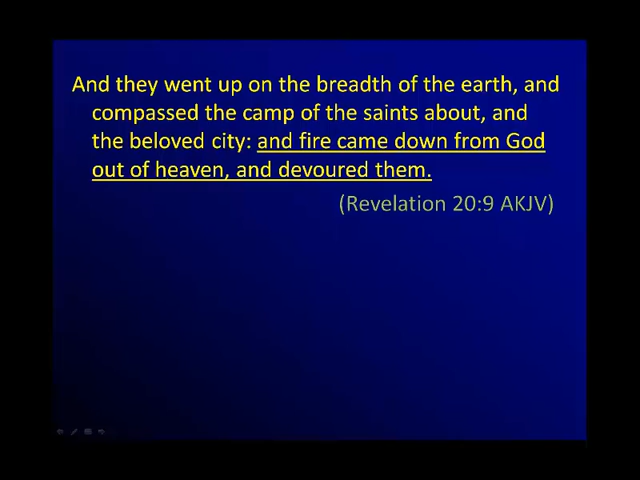 And they went up on the breadth of the earth, and
compassed the camp of the saints about, and
the beloved city: and fire came down from God
out of heaven, and devoured them.
(Revelation 20:9 AKJV)